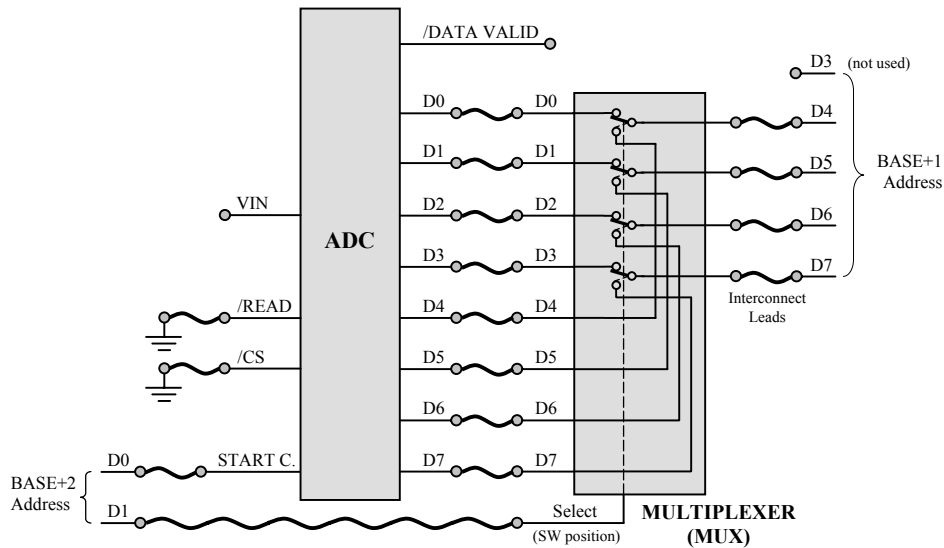 /DATA VALID
D3 (not used)
D0 D0 D4
D1 D1 D5
BASE+1
Address
VIN D2 D2 D6
ADC
D3 D3 D7
/READ D4 D4
Interconnect
Leads
/CS D5 D5
D6 D6
D0 START C. D7 D7
BASE+2
Address
D1 Select
(SW position)
MULTIPLEXER
(MUX)